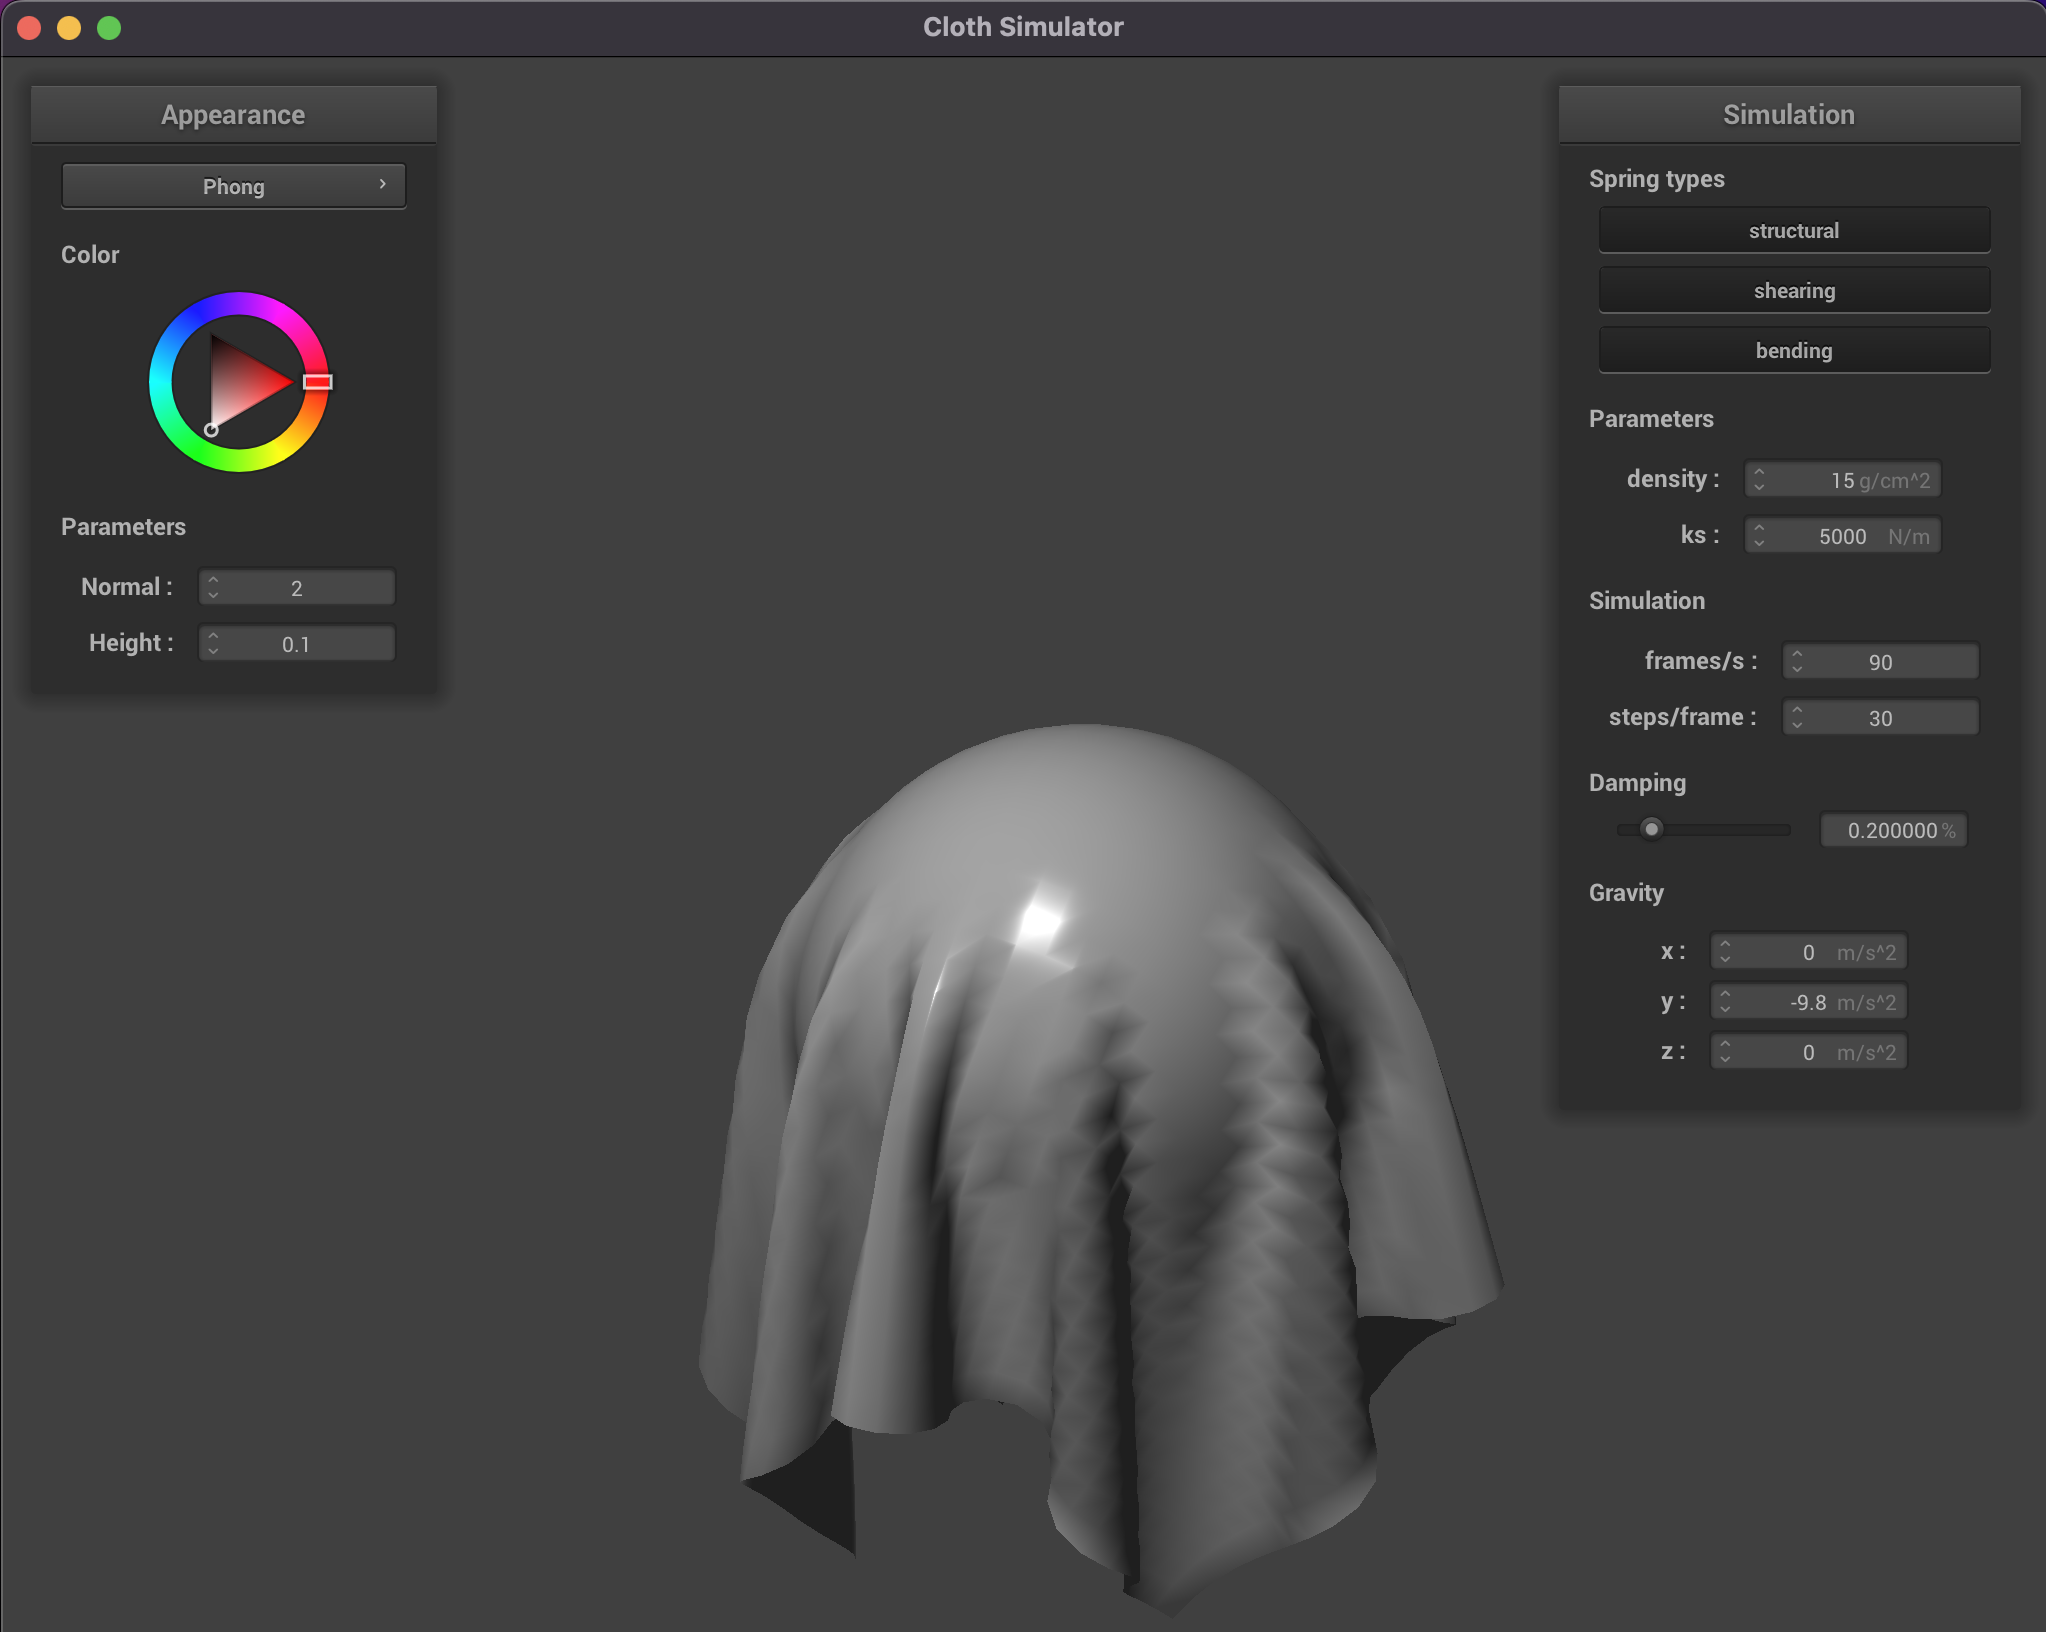 Cloth Simulator
Appearance
Phong
Color
Parameters
Normal : 2
Height : 0.1
Simulation
Spring types
structural
shearing
bending
Parameters
density : 15 g/cm^2
ks : 5000 N/m
Simulation
frames/s : 90
steps/frame : 30
Damping
0.200000 %
Gravity
x : 0 m/s^2
y : -9.8 m/s^2
z : 0 m/s^2